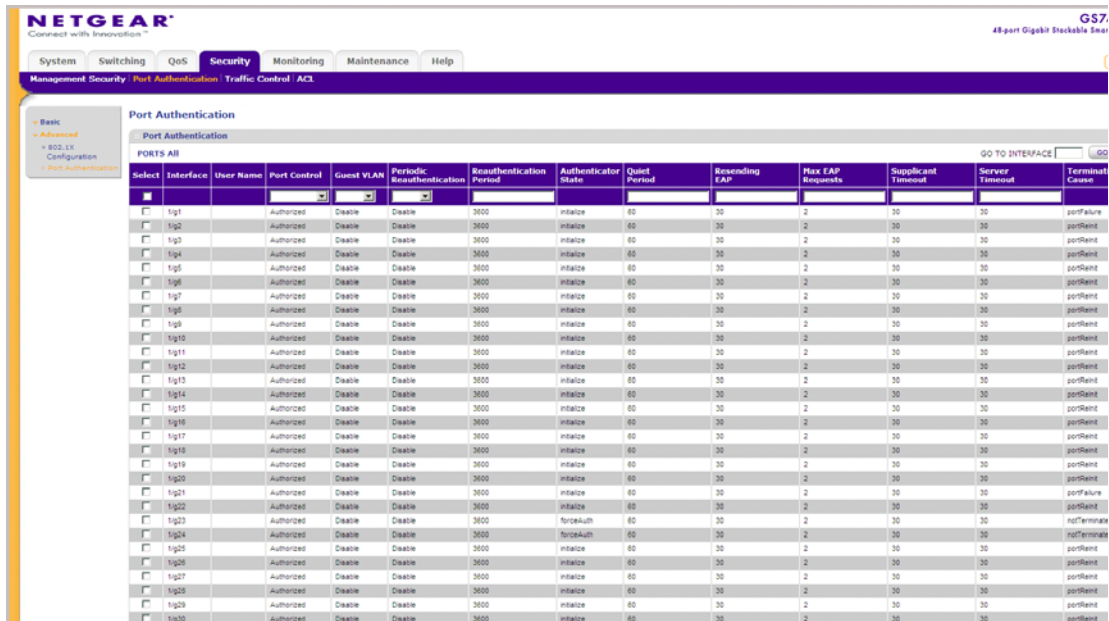 NETGEAR®
Connect with Innovation™
GS7
48-port Gigabit Stackable Smar
System Switching QoS Security Monitoring Maintenance Help
Management Security Port Authentication Traffic Control ACL
Basic
Advanced
802.1X Configuration
Port Authentication
Port Authentication
Port Authentication
PORTS All GO TO INTERFACE GO
Select Interface User Name Port Control Guest VLAN Periodic Reauthentication Reauthentication Period Authenticator State Quiet Period Resending EAP Max EAP Requests Supplicant Timeout Server Timeout Terminati Cause
1/g1 Authorized Disable Disable 3600 initialize 60 30 2 30 30 portFailure
1/g2 Authorized Disable Disable 3600 initialize 60 30 2 30 30 portReinit
1/g3 Authorized Disable Disable 3600 initialize 60 30 2 30 30 portReinit
1/g4 Authorized Disable Disable 3600 initialize 60 30 2 30 30 portReinit
1/g5 Authorized Disable Disable 3600 initialize 60 30 2 30 30 portReinit
1/g6 Authorized Disable Disable 3600 initialize 60 30 2 30 30 portReinit
1/g7 Authorized Disable Disable 3600 initialize 60 30 2 30 30 portReinit
1/g8 Authorized Disable Disable 3600 initialize 60 30 2 30 30 portReinit
1/g9 Authorized Disable Disable 3600 initialize 60 30 2 30 30 portReinit
1/g10 Authorized Disable Disable 3600 initialize 60 30 2 30 30 portReinit
1/g11 Authorized Disable Disable 3600 initialize 60 30 2 30 30 portReinit
1/g12 Authorized Disable Disable 3600 initialize 60 30 2 30 30 portReinit
1/g13 Authorized Disable Disable 3600 initialize 60 30 2 30 30 portReinit
1/g14 Authorized Disable Disable 3600 initialize 60 30 2 30 30 portReinit
1/g15 Authorized Disable Disable 3600 initialize 60 30 2 30 30 portReinit
1/g16 Authorized Disable Disable 3600 initialize 60 30 2 30 30 portReinit
1/g17 Authorized Disable Disable 3600 initialize 60 30 2 30 30 portReinit
1/g18 Authorized Disable Disable 3600 initialize 60 30 2 30 30 portReinit
1/g19 Authorized Disable Disable 3600 initialize 60 30 2 30 30 portReinit
1/g20 Authorized Disable Disable 3600 initialize 60 30 2 30 30 portReinit
1/g21 Authorized Disable Disable 3600 initialize 60 30 2 30 30 portFailure
1/g22 Authorized Disable Disable 3600 initialize 60 30 2 30 30 portReinit
1/g23 Authorized Disable Disable 3600 forceAuth 60 30 2 30 30 notTerminate
1/g24 Authorized Disable Disable 3600 forceAuth 60 30 2 30 30 notTerminate
1/g25 Authorized Disable Disable 3600 initialize 60 30 2 30 30 portReinit
1/g26 Authorized Disable Disable 3600 initialize 60 30 2 30 30 portReinit
1/g27 Authorized Disable Disable 3600 initialize 60 30 2 30 30 portReinit
1/g28 Authorized Disable Disable 3600 initialize 60 30 2 30 30 portReinit
1/g29 Authorized Disable Disable 3600 initialize 60 30 2 30 30 portReinit
1/g30 Authorized Disable Disable 3600 initialize 60 30 2 30 30 portReinit